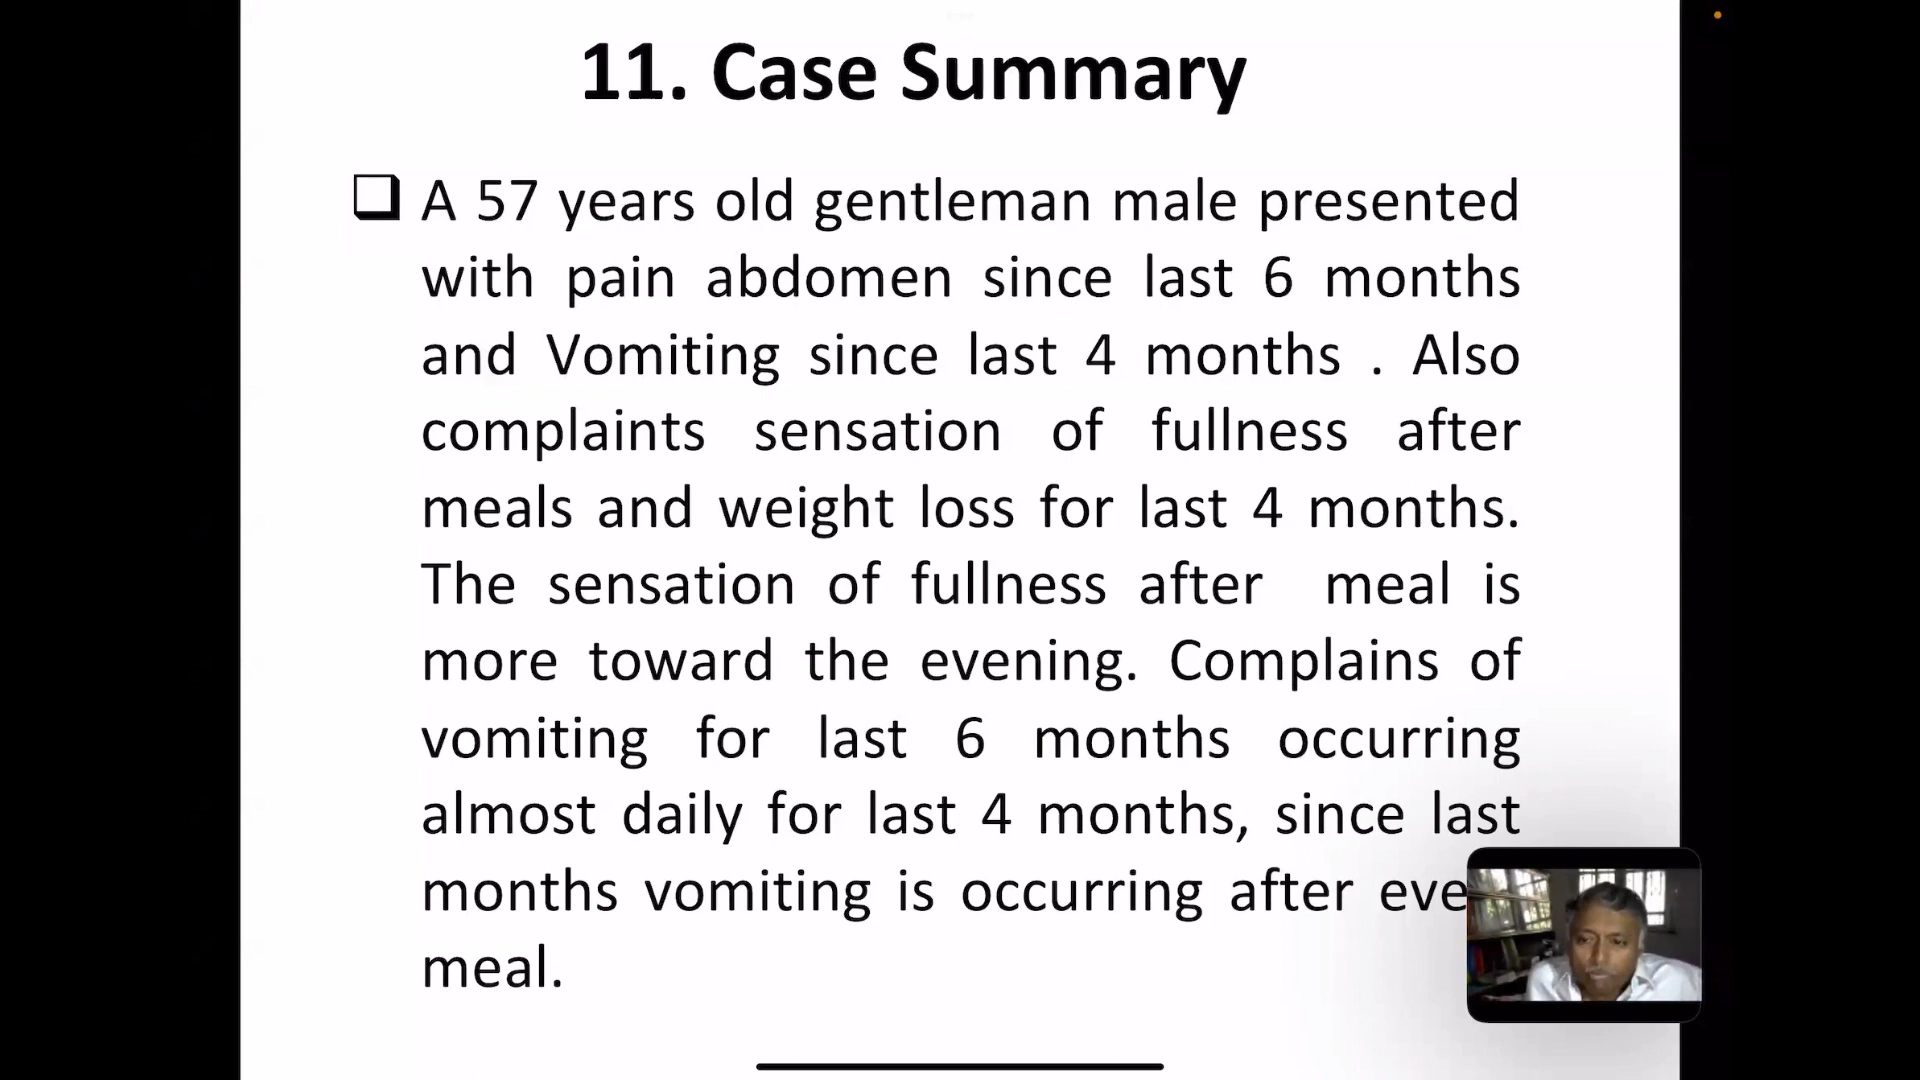 11. Case Summary
A 57 years old gentleman male presented
with pain abdomen since last 6 months
and Vomiting since last 4 months . Also
complaints sensation of fullness after
meals and weight loss for last 4 months.
The sensation of fullness after meal is
more toward the evening. Complains of
vomiting for last 6 months occurring
almost daily for last 4 months, since last
months vomiting is occurring after
meal.